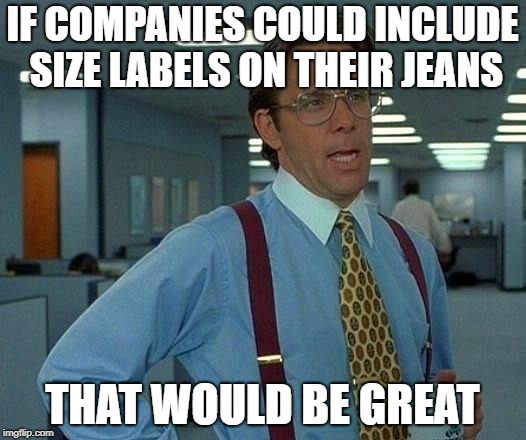 IF COMPANIES COULD INCLUDE
SIZE LABELS ON THEIR JEANS
THAT WOULD BE GREAT
imgflip.com